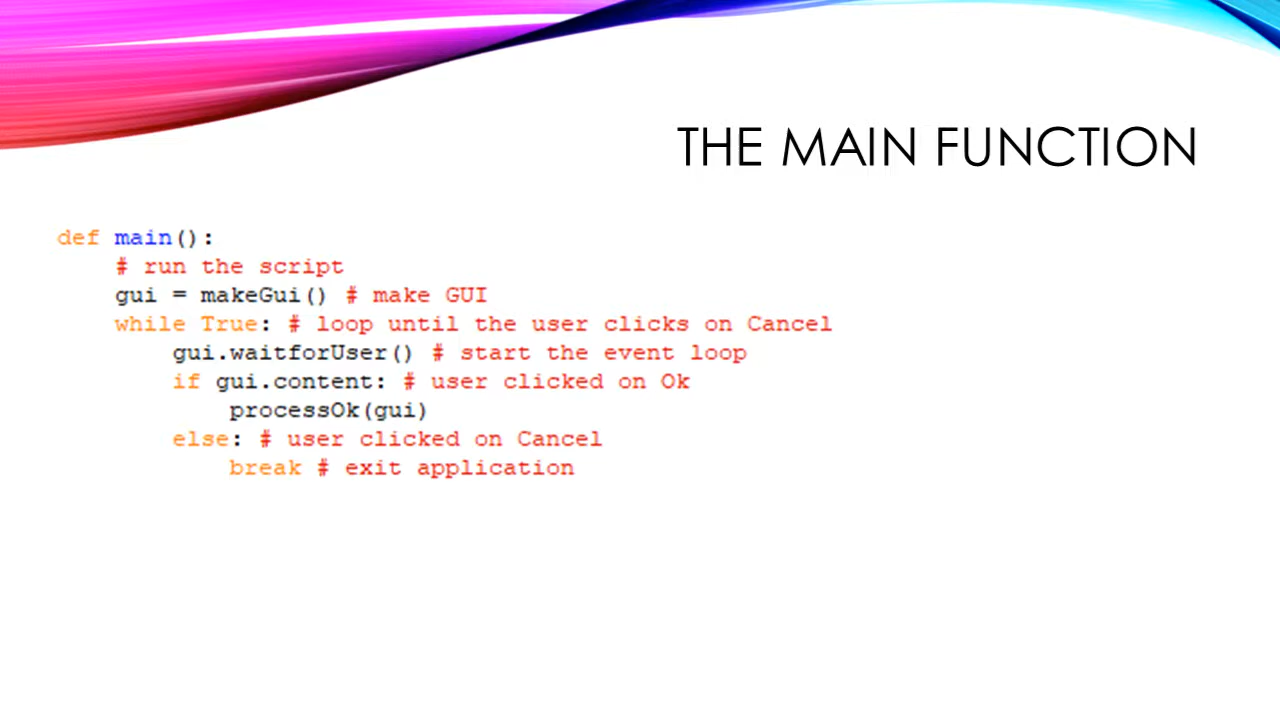 THE MAIN FUNCTION
def main():
    # run the script
    gui = makeGui() # make GUI
    while True: # loop until the user clicks on Cancel
        gui.waitforUser() # start the event loop
        if gui.content: # user clicked on Ok
            processOk(gui)
        else: # user clicked on Cancel
            break # exit application